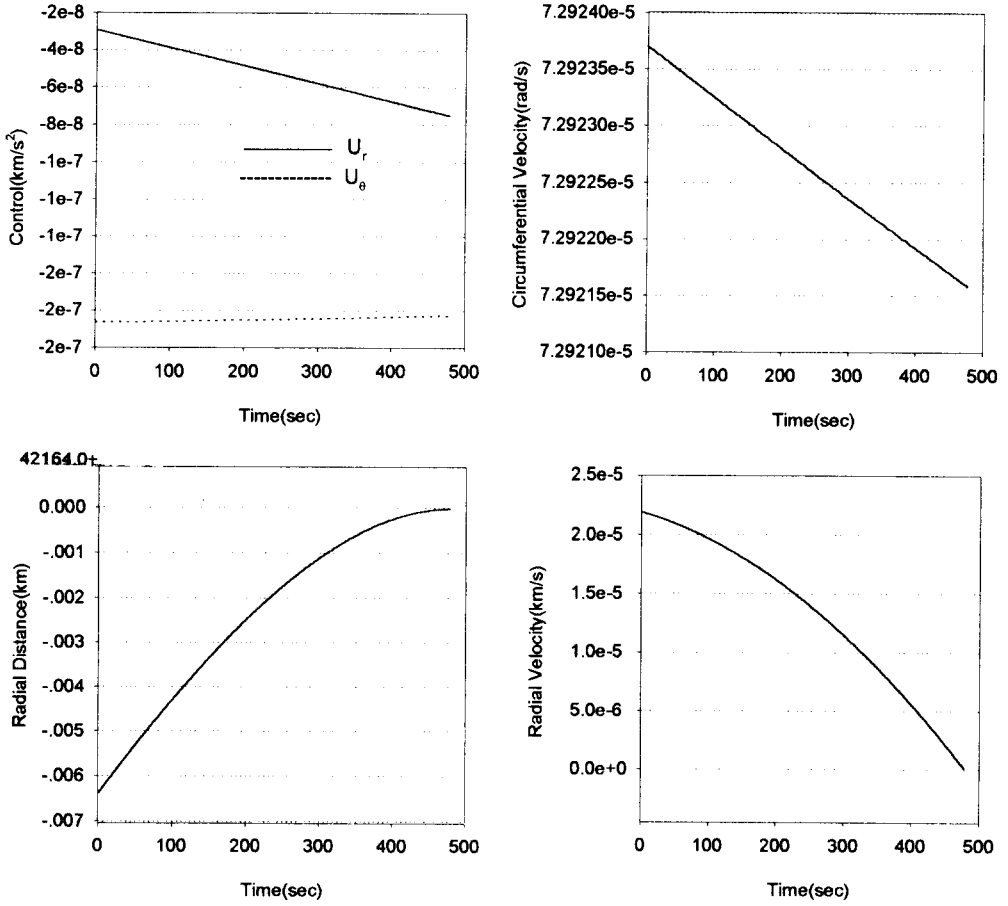 Control(km/s²)
-2e-8
-4e-8
-6e-8
-8e-8
-1e-7
-1e-7
-1e-7
-2e-7
-2e-7
-2e-7
U_r
U_θ
0 100 200 300 400 500
Time(sec)
Circumferential Velocity(rad/s)
7.29240e-5
7.29235e-5
7.29230e-5
7.29225e-5
7.29220e-5
7.29215e-5
7.29210e-5
0 100 200 300 400 500
Time(sec)
Radial Distance(km)
0.000
-.001
-.002
-.003
-.004
-.005
-.006
-.007
0 100 200 300 400 500
Time(sec)
Radial Velocity(km/s)
2.5e-5
2.0e-5
1.5e-5
1.0e-5
5.0e-6
0.0e+0
0 100 200 300 400 500
Time(sec)